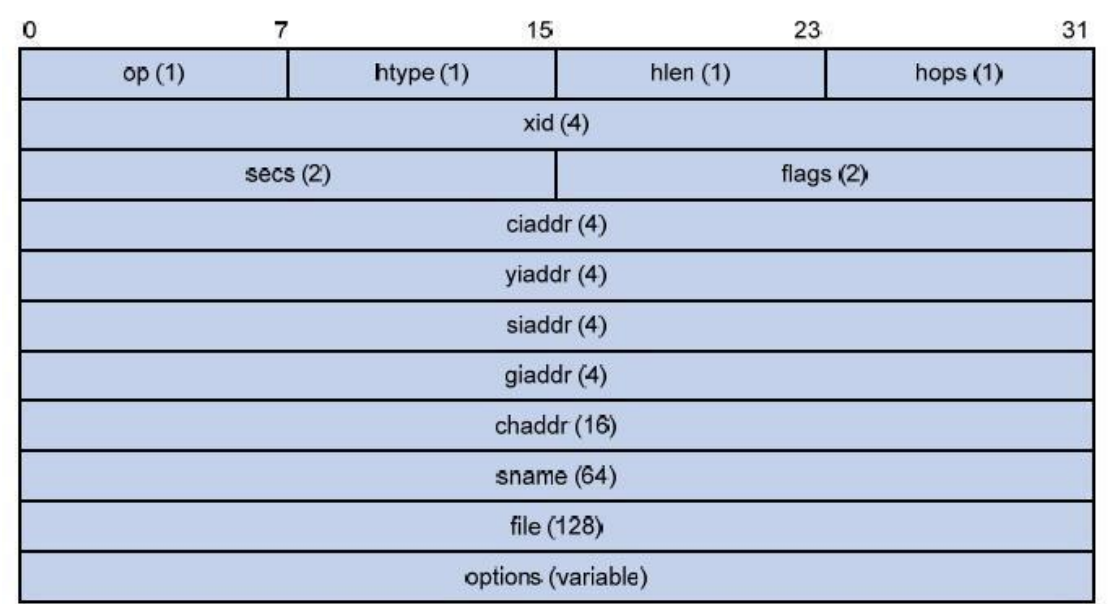 0 7 15 23 31
op (1) htype (1) hlen (1) hops (1)
xid (4)
secs (2) flags (2)
ciaddr (4)
yiaddr (4)
siaddr (4)
giaddr (4)
chaddr (16)
sname (64)
file (128)
options (variable)